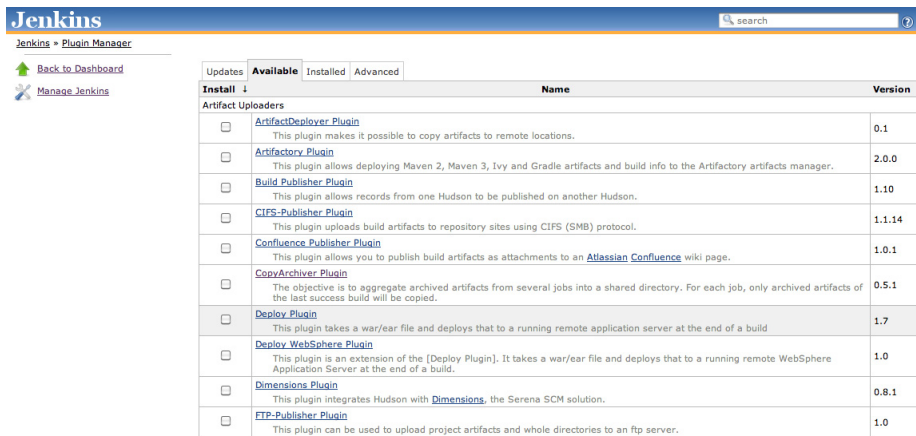 Jenkins
search
Jenkins » Plugin Manager
Back to Dashboard
Manage Jenkins
Updates Available Installed Advanced
Install ↓ Name Version
Artifact Uploaders
ArtifactDeployer Plugin
This plugin makes it possible to copy artifacts to remote locations.
0.1
Artifactory Plugin
This plugin allows deploying Maven 2, Maven 3, Ivy and Gradle artifacts and build info to the Artifactory artifacts manager.
2.0.0
Build Publisher Plugin
This plugin allows records from one Hudson to be published on another Hudson.
1.10
CIFS-Publisher Plugin
This plugin uploads build artifacts to repository sites using CIFS (SMB) protocol.
1.1.14
Confluence Publisher Plugin
This plugin allows you to publish build artifacts as attachments to an Atlassian Confluence wiki page.
1.0.1
CopyArchiver Plugin
The objective is to aggregate archived artifacts from several jobs into a shared directory. For each job, only archived artifacts of
the last success build will be copied.
0.5.1
Deploy Plugin
This plugin takes a war/ear file and deploys that to a running remote application server at the end of a build
1.7
Deploy WebSphere Plugin
This plugin is an extension of the [Deploy Plugin]. It takes a war/ear file and deploys that to a running remote WebSphere
Application Server at the end of a build.
1.0
Dimensions Plugin
This plugin integrates Hudson with Dimensions, the Serena SCM solution.
0.8.1
FTP-Publisher Plugin
This plugin can be used to upload project artifacts and whole directories to an ftp server.
1.0